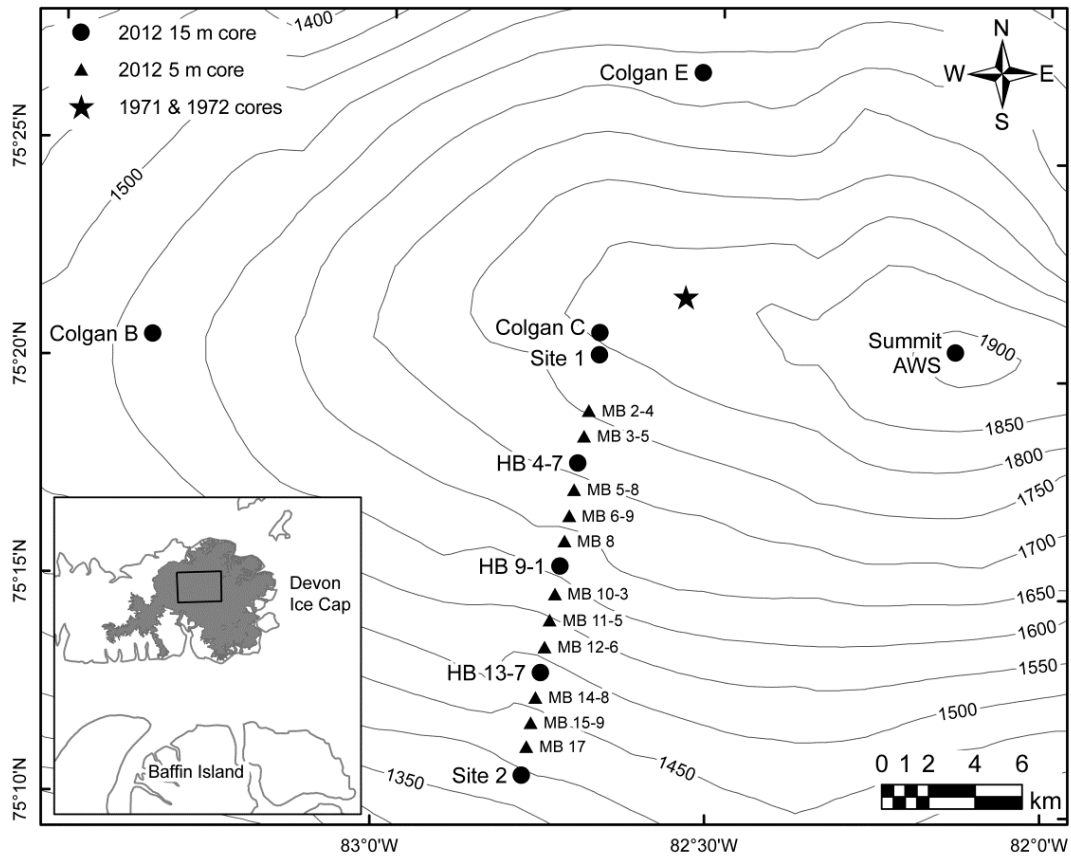 1400
2012 15 m core
2012 5 m core
1971 & 1972 cores
N
W E
S
Colgan E
75°25'N
1500
Colgan B
Colgan C
Site 1
75°20'N
Summit
AWS
1900
MB 2-4
MB 3-5
1850
HB 4-7
1800
MB 5-8
1750
MB 6-9
MB 8
1700
HB 9-1
75°15'N
Devon
Ice Cap
MB 10-3
1650
MB 11-5
1600
MB 12-6
1550
HB 13-7
MB 14-8
1500
MB 15-9
MB 17
1450
Baffin Island
1350
Site 2
75°10'N
0 1 2 6
km
83°0'W
82°30'W
82°0'W